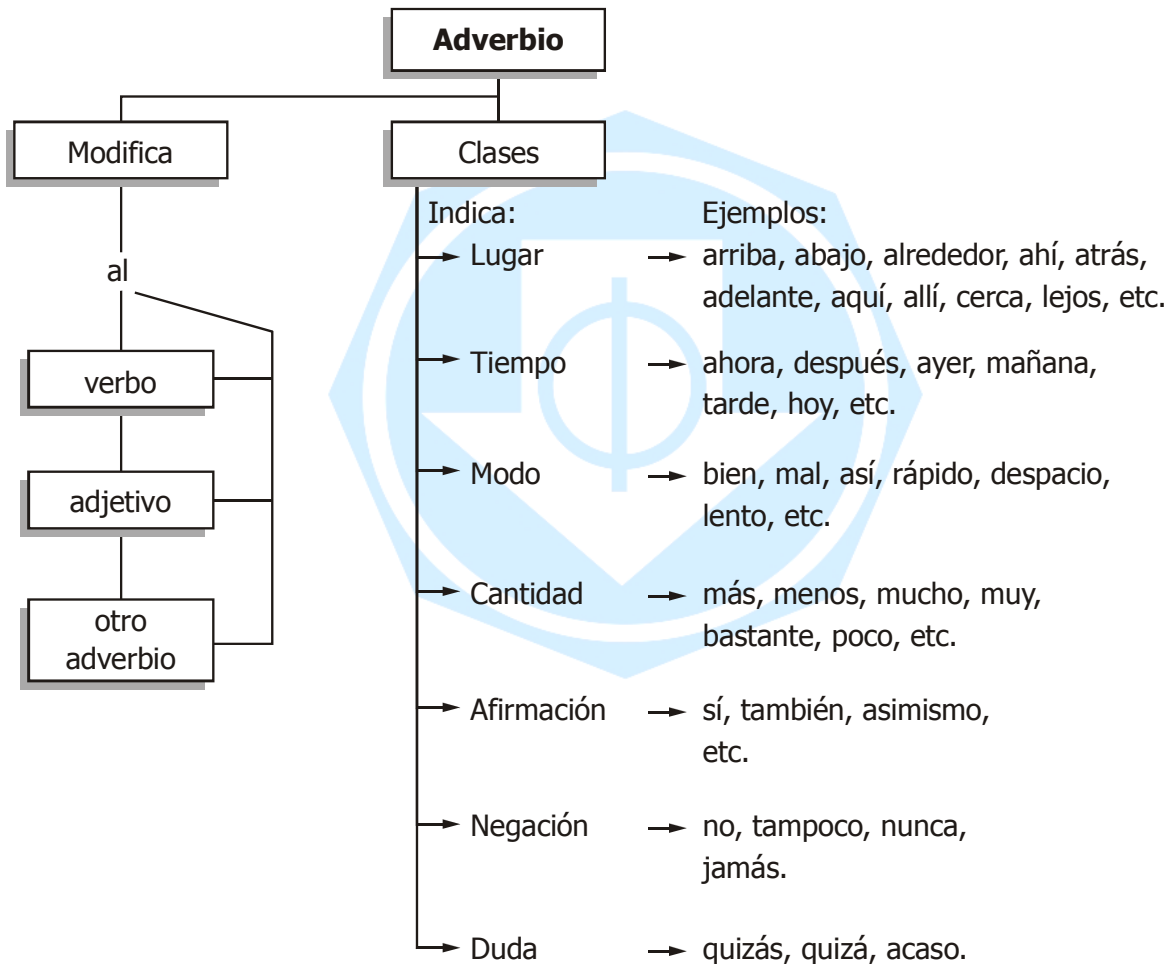 Adverbio
Modifica
Clases
al
verbo
adjetivo
otro
adverbio
Indica:
Ejemplos:
Lugar
arriba, abajo, alrededor, ahí, atrás,
adelante, aquí, allí, cerca, lejos, etc.
Tiempo
ahora, después, ayer, mañana,
tarde, hoy, etc.
Modo
bien, mal, así, rápido, despacio,
lento, etc.
Cantidad
más, menos, mucho, muy,
bastante, poco, etc.
Afirmación
sí, también, asimismo,
etc.
Negación
no, tampoco, nunca,
jamás.
Duda
quizás, quizá, acaso.